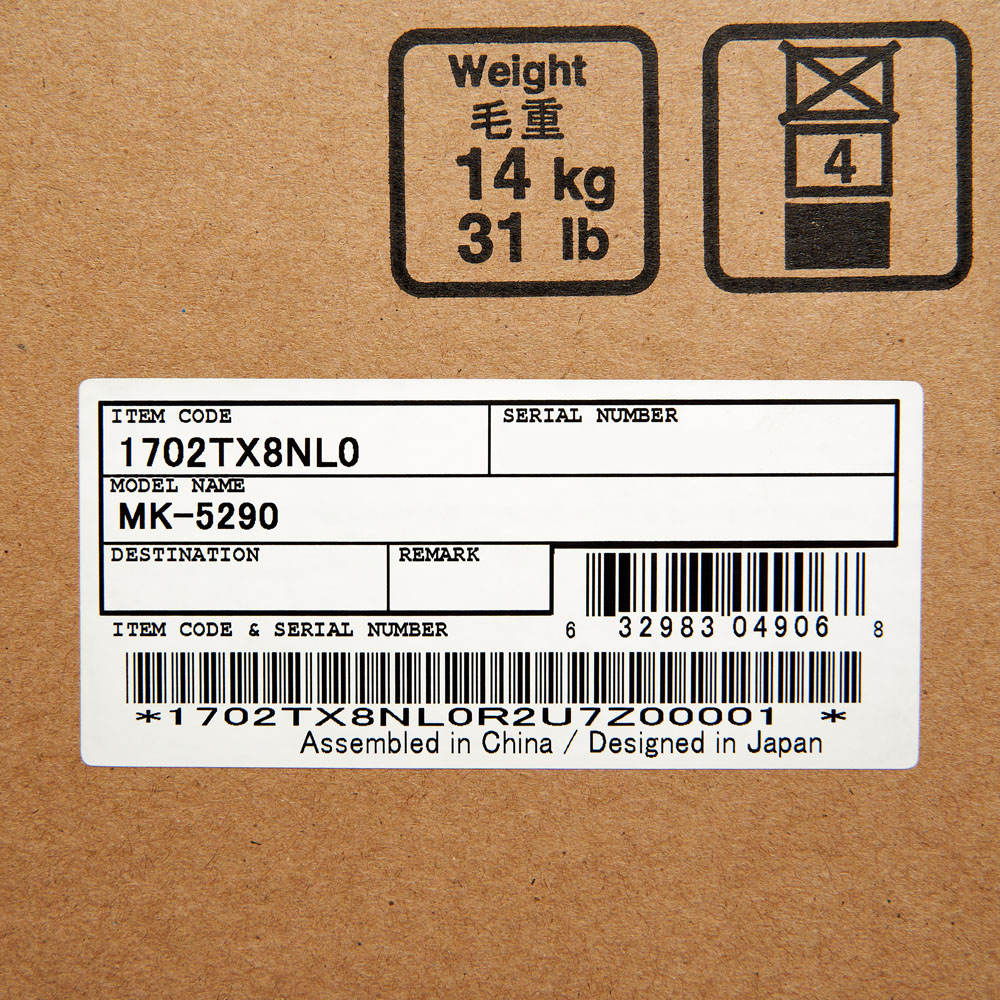 Weight
毛重
14 kg
31 lb
4
ITEM CODE
SERIAL NUMBER
1702TX8NL0
MODEL NAME
MK-5290
DESTINATION
REMARK
6 32983 04906 8
ITEM CODE & SERIAL NUMBER
*1702TX8NL0R2U7Z00001 *
Assembled in China / Designed in Japan